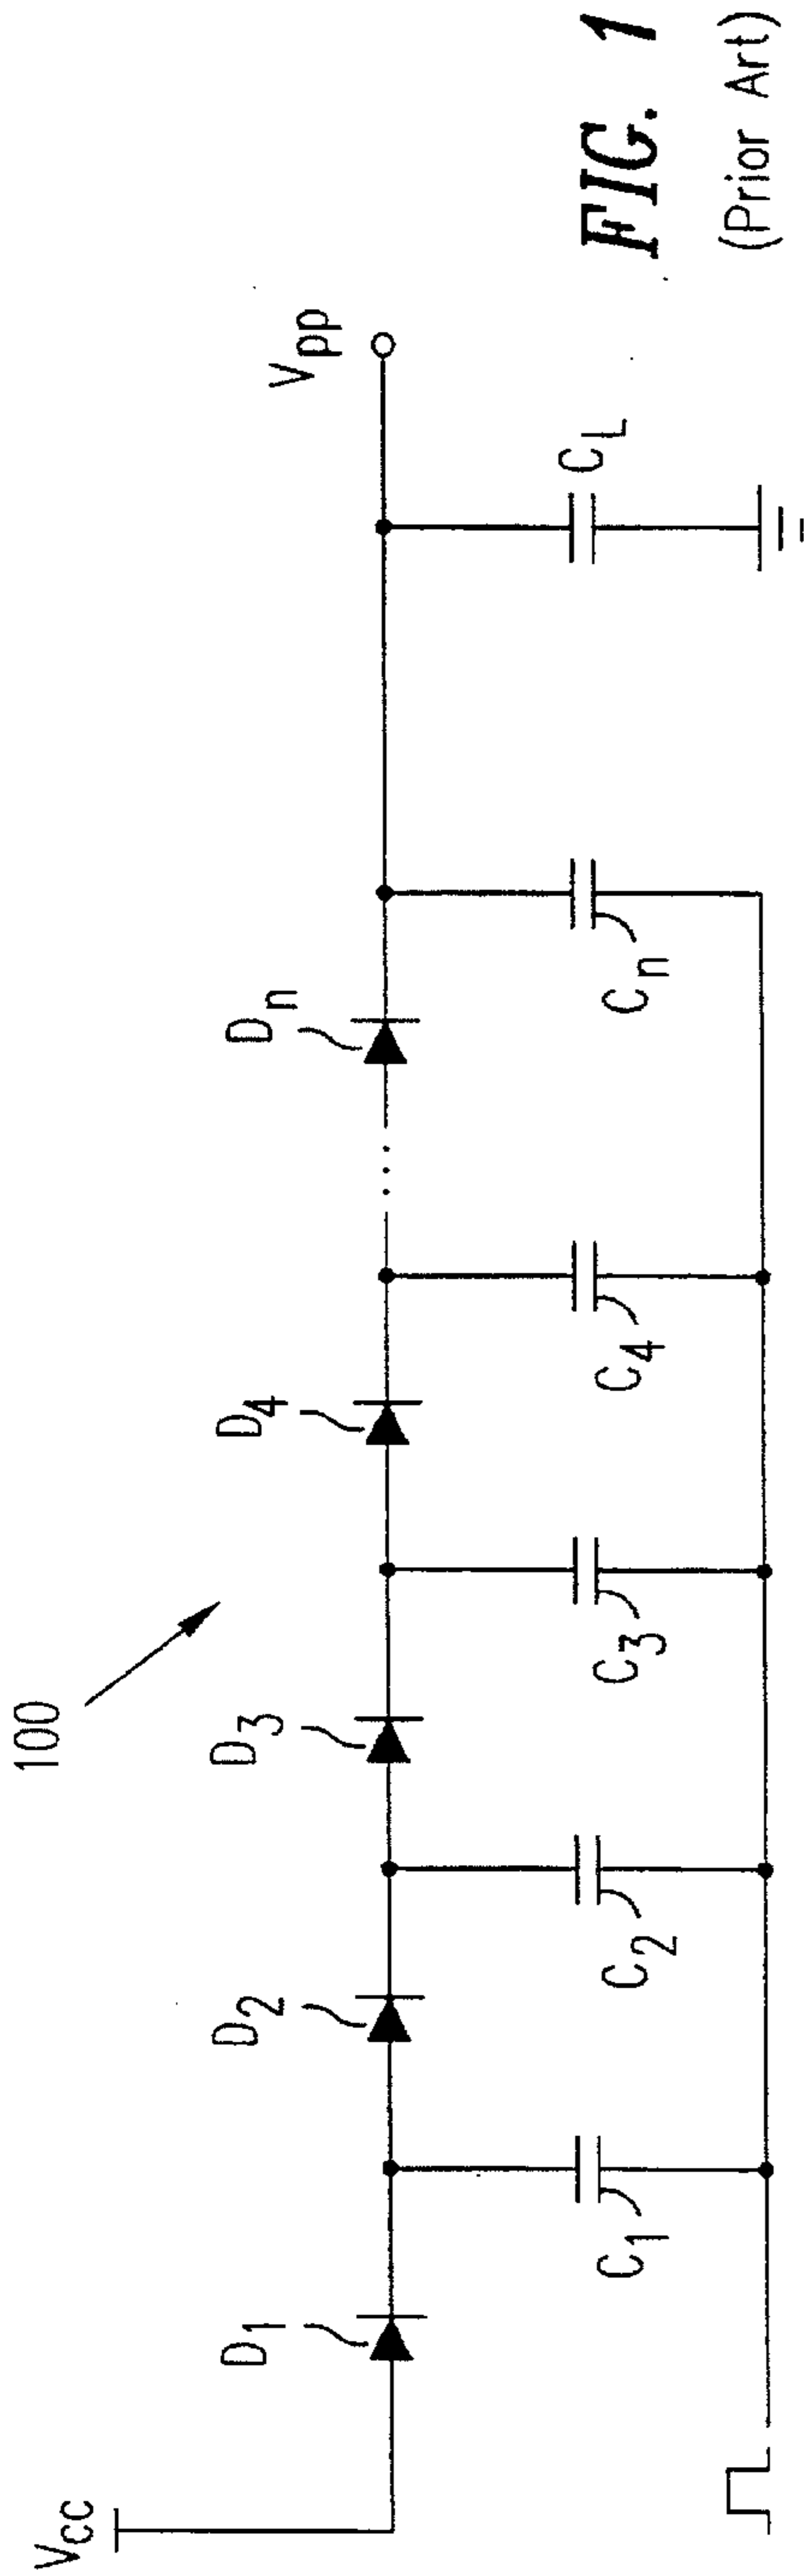 100
V_CC
D_1
D_2
D_3
D_4
...
D_n
V_pp
C_1
C_2
C_3
C_4
C_n
C_L
FIG. 1
(Prior Art)